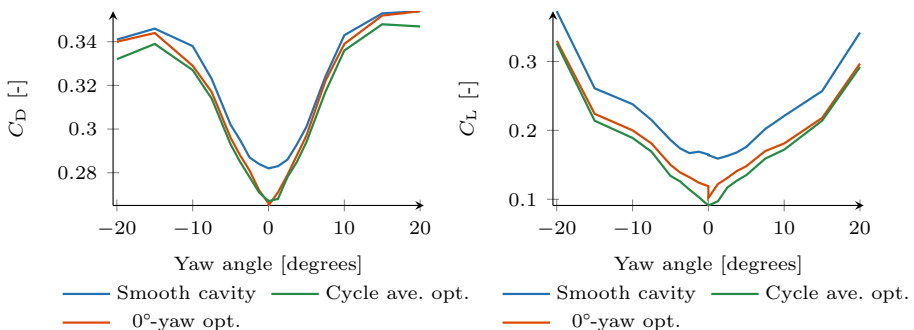 0.34
0.32
0.3
0.28
C_D [-]
−20 −10 0 10 20
Yaw angle [degrees]
Smooth cavity Cycle ave. opt.
0°-yaw opt.
0.3
0.2
0.1
C_L [-]
−20 −10 0 10 20
Yaw angle [degrees]
Smooth cavity Cycle ave. opt.
0°-yaw opt.